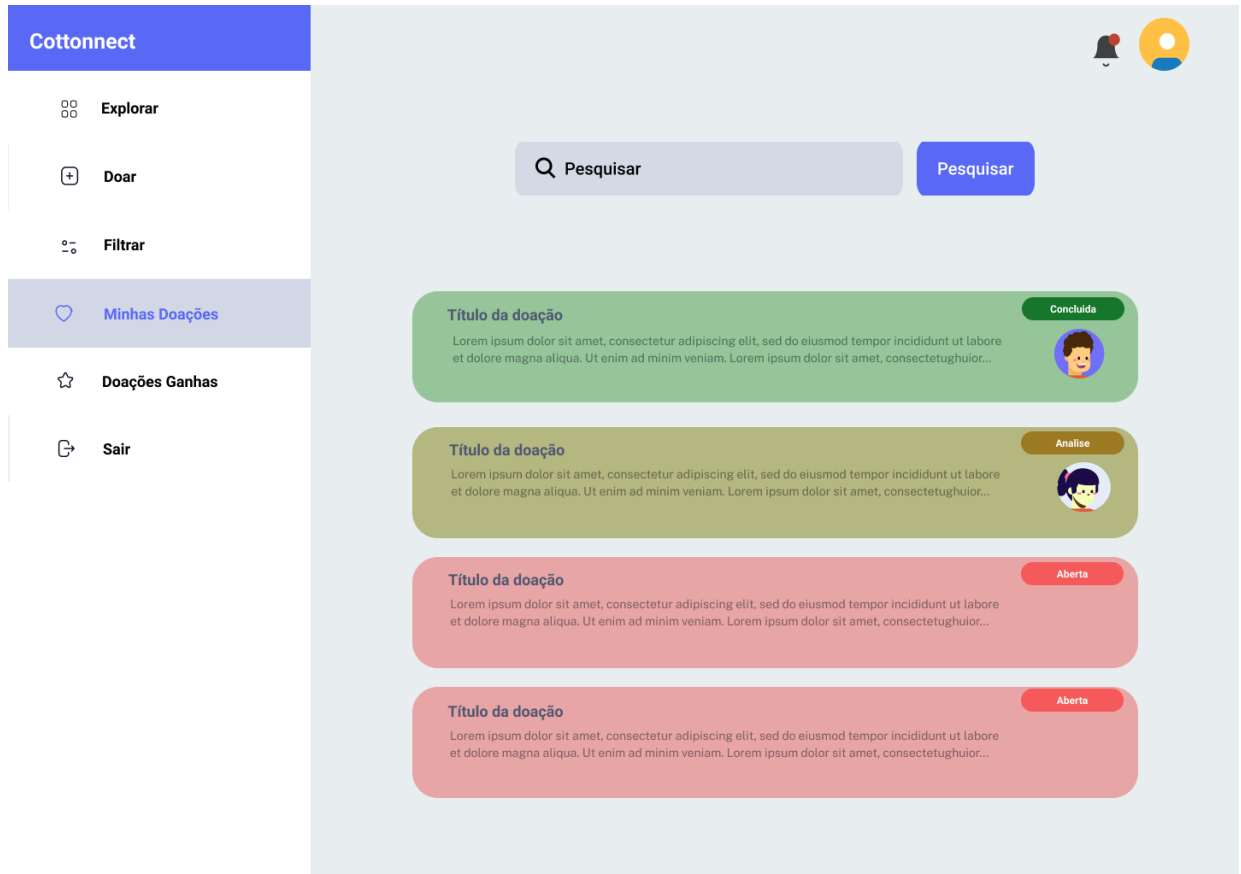 Cottonnect
Explorar
Doar
Filtrar
Minhas Doações
Doações Ganhas
Sair
Pesquisar
Pesquisar
Título da doação
Concluida
Lorem ipsum dolor sit amet, consectetur adipiscing elit, sed do eiusmod tempor incididunt ut labore
et dolore magna aliqua. Ut enim ad minim veniam. Lorem ipsum dolor sit amet, consectetughuior...
Título da doação
Analise
Lorem ipsum dolor sit amet, consectetur adipiscing elit, sed do eiusmod tempor incididunt ut labore
et dolore magna aliqua. Ut enim ad minim veniam. Lorem ipsum dolor sit amet, consectetughuior...
Título da doação
Aberta
Lorem ipsum dolor sit amet, consectetur adipiscing elit, sed do eiusmod tempor incididunt ut labore
et dolore magna aliqua. Ut enim ad minim veniam. Lorem ipsum dolor sit amet, consectetughuior...
Título da doação
Aberta
Lorem ipsum dolor sit amet, consectetur adipiscing elit, sed do eiusmod tempor incididunt ut labore
et dolore magna aliqua. Ut enim ad minim veniam. Lorem ipsum dolor sit amet, consectetughuior...